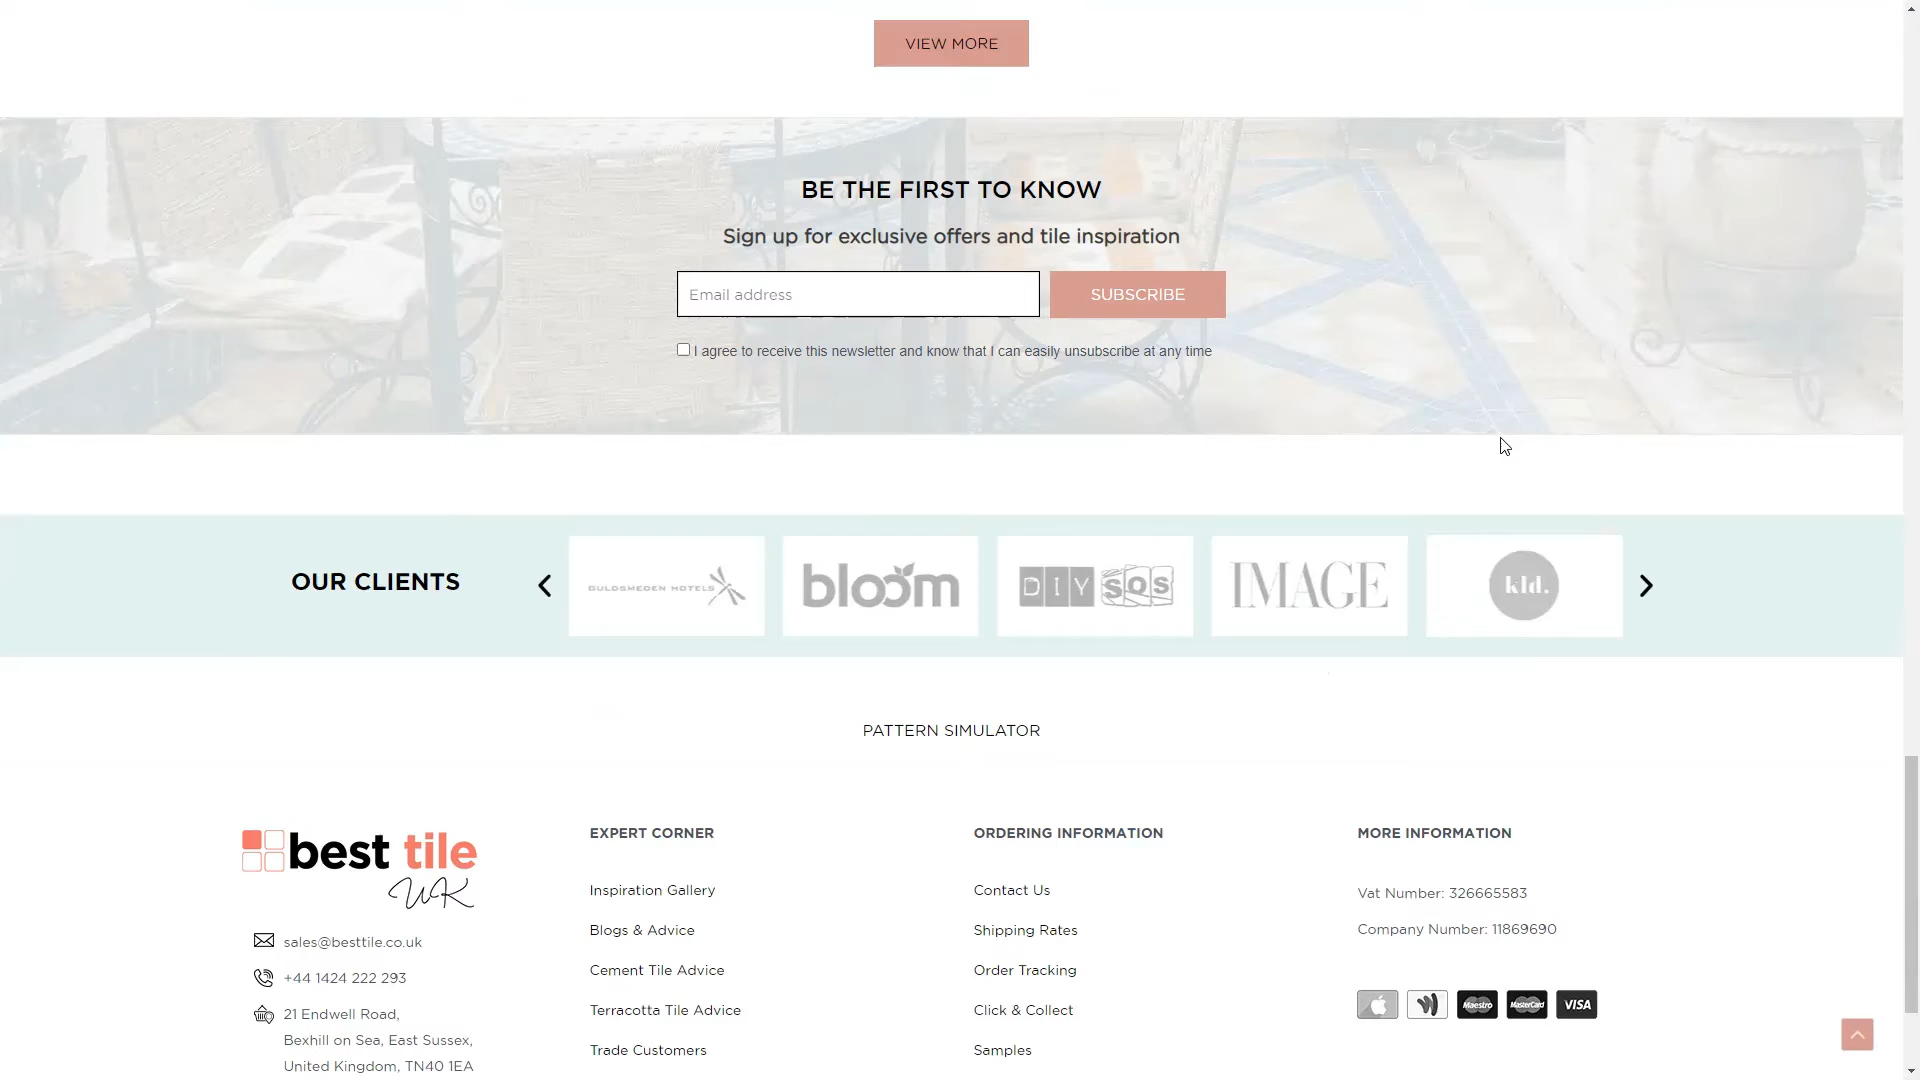 VIEW MORE
BE THE FIRST TO KNOW
Sign up for exclusive offers and tile inspiration
Email address
SUBSCRIBE
I agree to receive this newsletter and know that I can easily unsubscribe at any time
OUR CLIENTS
GULDSMEDEN HOTELS
bloom
DIY SOS
IMAGE
kld.
PATTERN SIMULATOR
best tile
UK
sales@besttile.co.uk
+44 1424 222 293
21 Endwell Road,
Bexhill on Sea, East Sussex,
United Kingdom, TN40 1EA
EXPERT CORNER
Inspiration Gallery
Blogs & Advice
Cement Tile Advice
Terracotta Tile Advice
Trade Customers
ORDERING INFORMATION
Contact Us
Shipping Rates
Order Tracking
Click & Collect
Samples
MORE INFORMATION
Vat Number: 326665583
Company Number: 11869690
Maestro
MasterCard
VISA